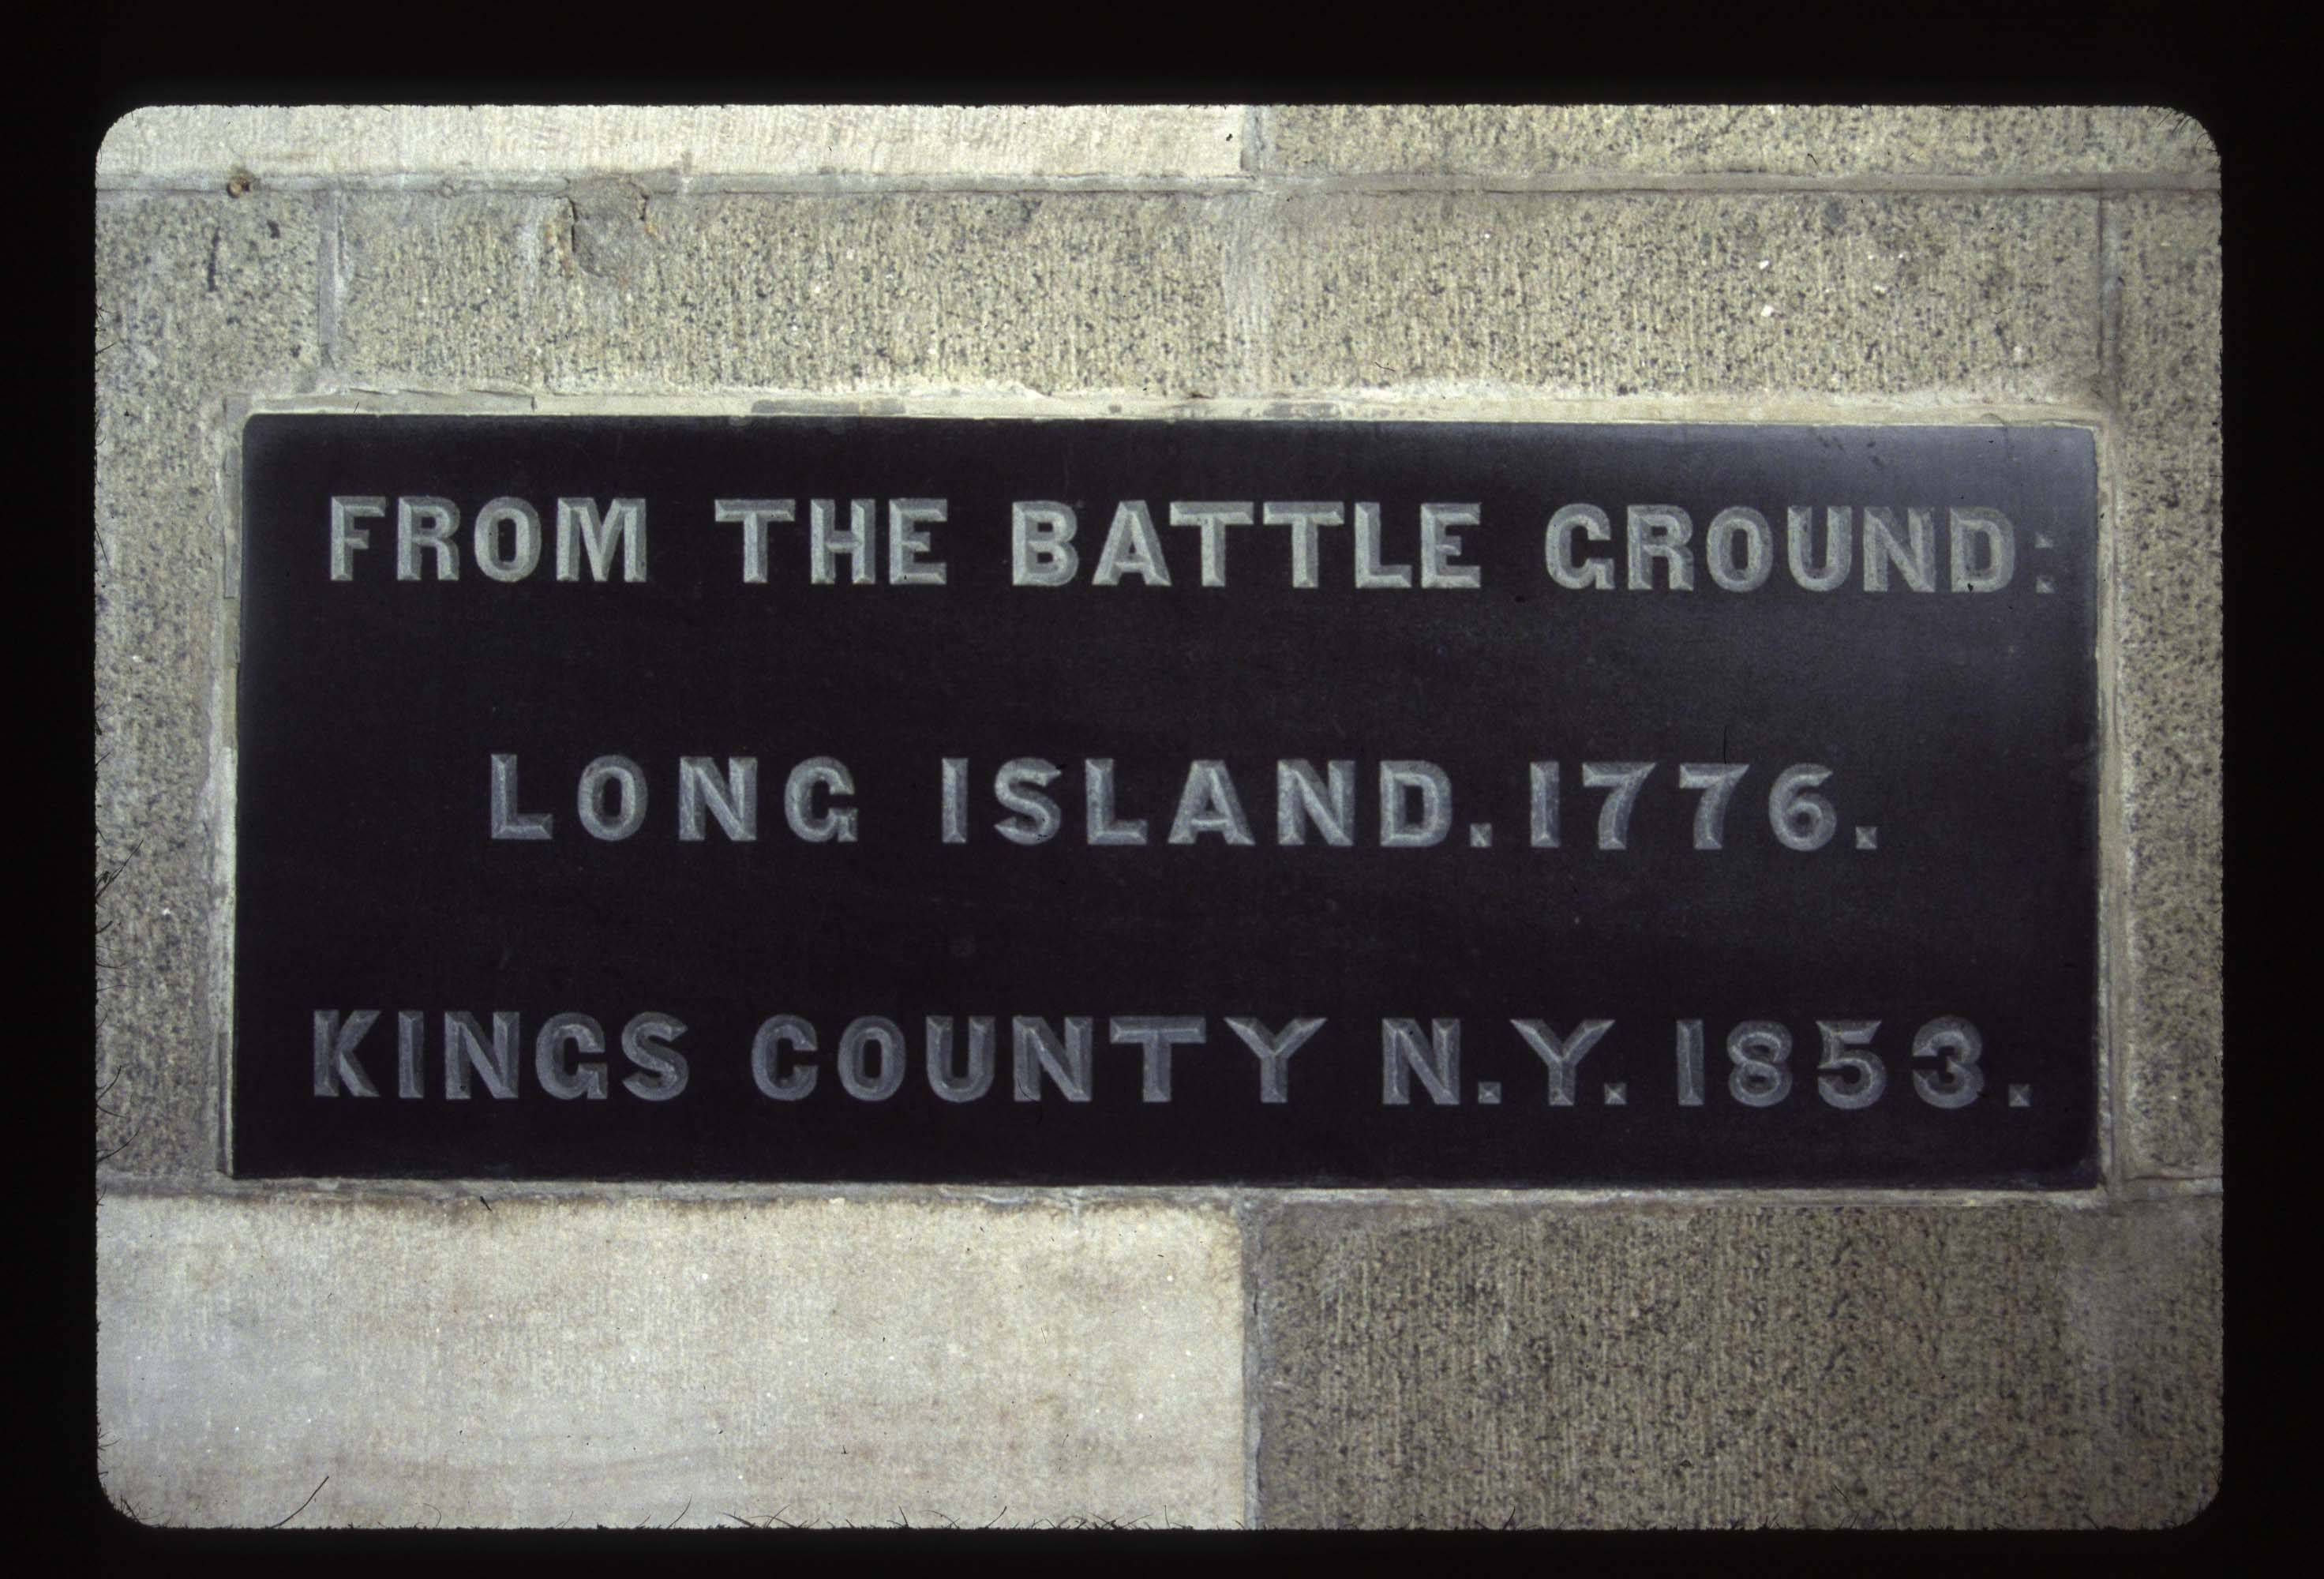 FROM THE BATTLE GROUND:
LONG ISLAND. 1776.
KINGS COUNTY N.Y. 1853.